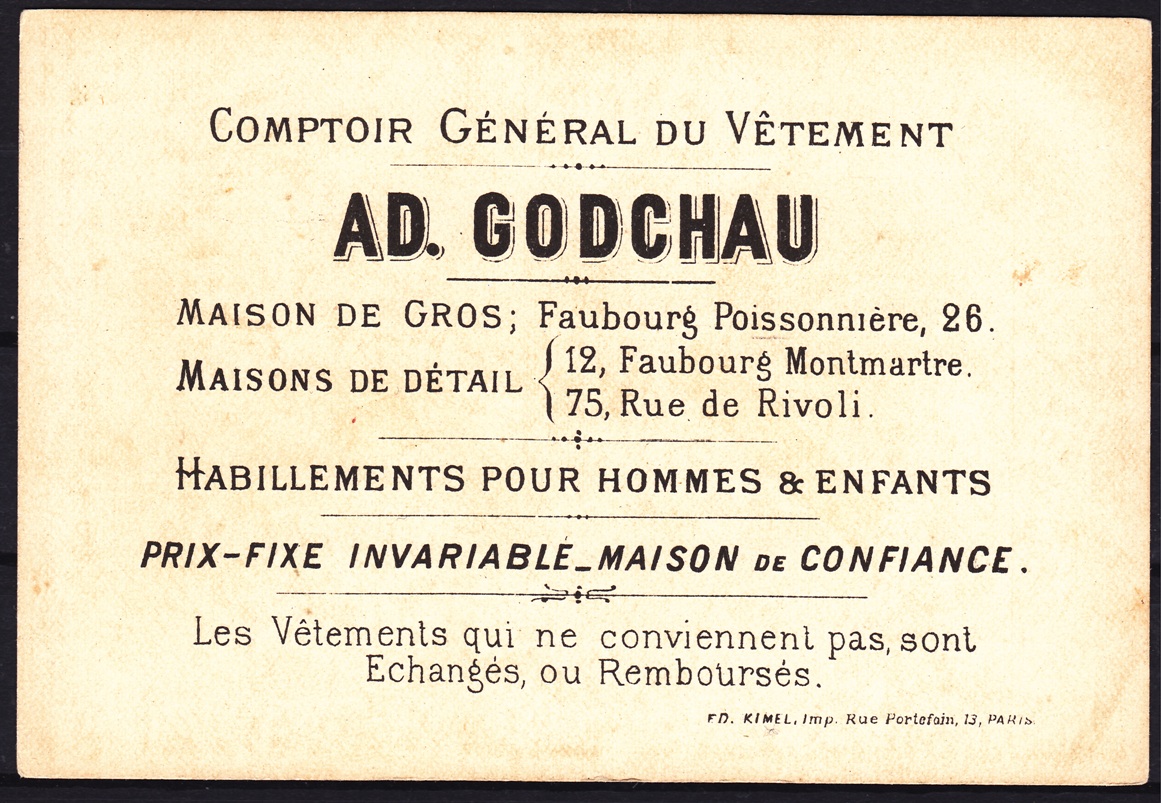 COMPTOIR GÉNÉRAL DU VÊTEMENT
AD. GODCHAU
MAISON DE GROS; Faubourg Poissonnière, 26.
MAISONS DE DÉTAIL { 12, Faubourg Montmartre.
75, Rue de Rivoli.
HABILLEMENTS POUR HOMMES & ENFANTS
PRIX-FIXE INVARIABLE_MAISON DE CONFIANCE.
Les Vêtements qui ne conviennent pas, sont
Echangés, ou Remboursés.
ED. KIMEL, Imp. Rue Portefoin, 13, PARIS.